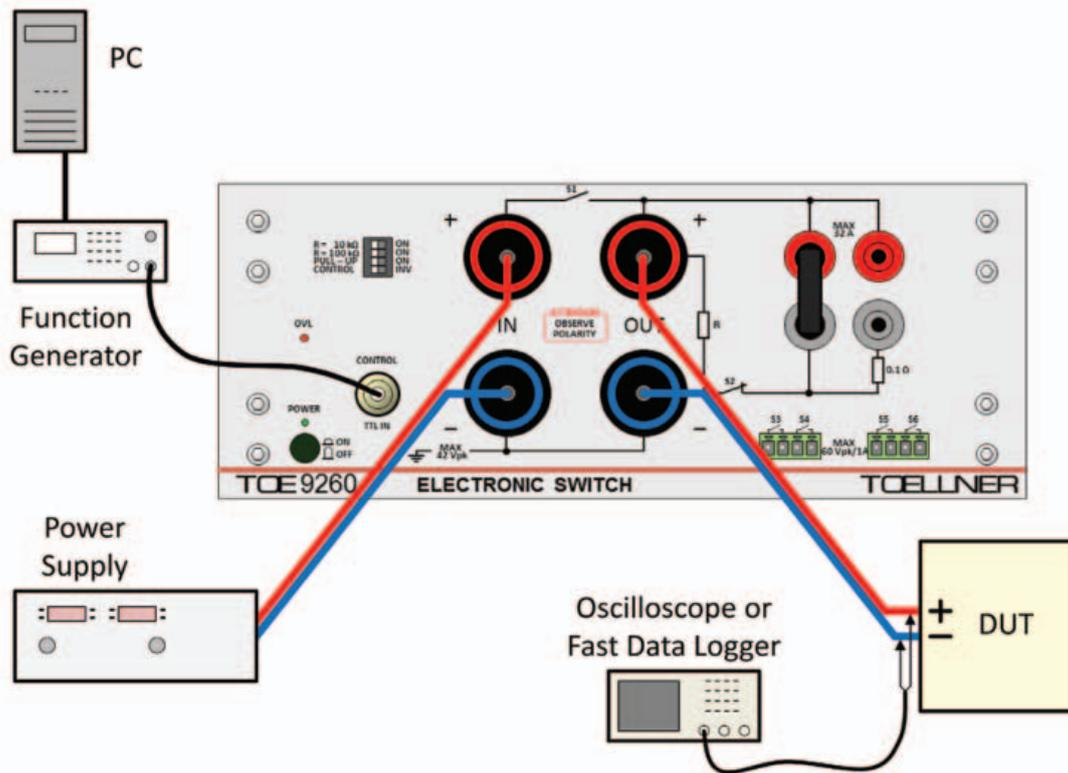 PC
Function
Generator
R = 10 kΩ ON
R = 100 kΩ ON
PULL – UP ON
CONTROL INV
OVL
CONTROL
TTL IN
POWER
ON
OFF
S1
+
+
IN
OBSERVE
POLARITY
OUT
R
MAX
32 A
S2
0.1 Ω
–
–
MAX
42 Vpk
S3 S4
S5 S6
MAX
60 Vpk/1A
TOE 9260 ELECTRONIC SWITCH TOELLNER
Power
Supply
Oscilloscope or
Fast Data Logger
+
–
DUT